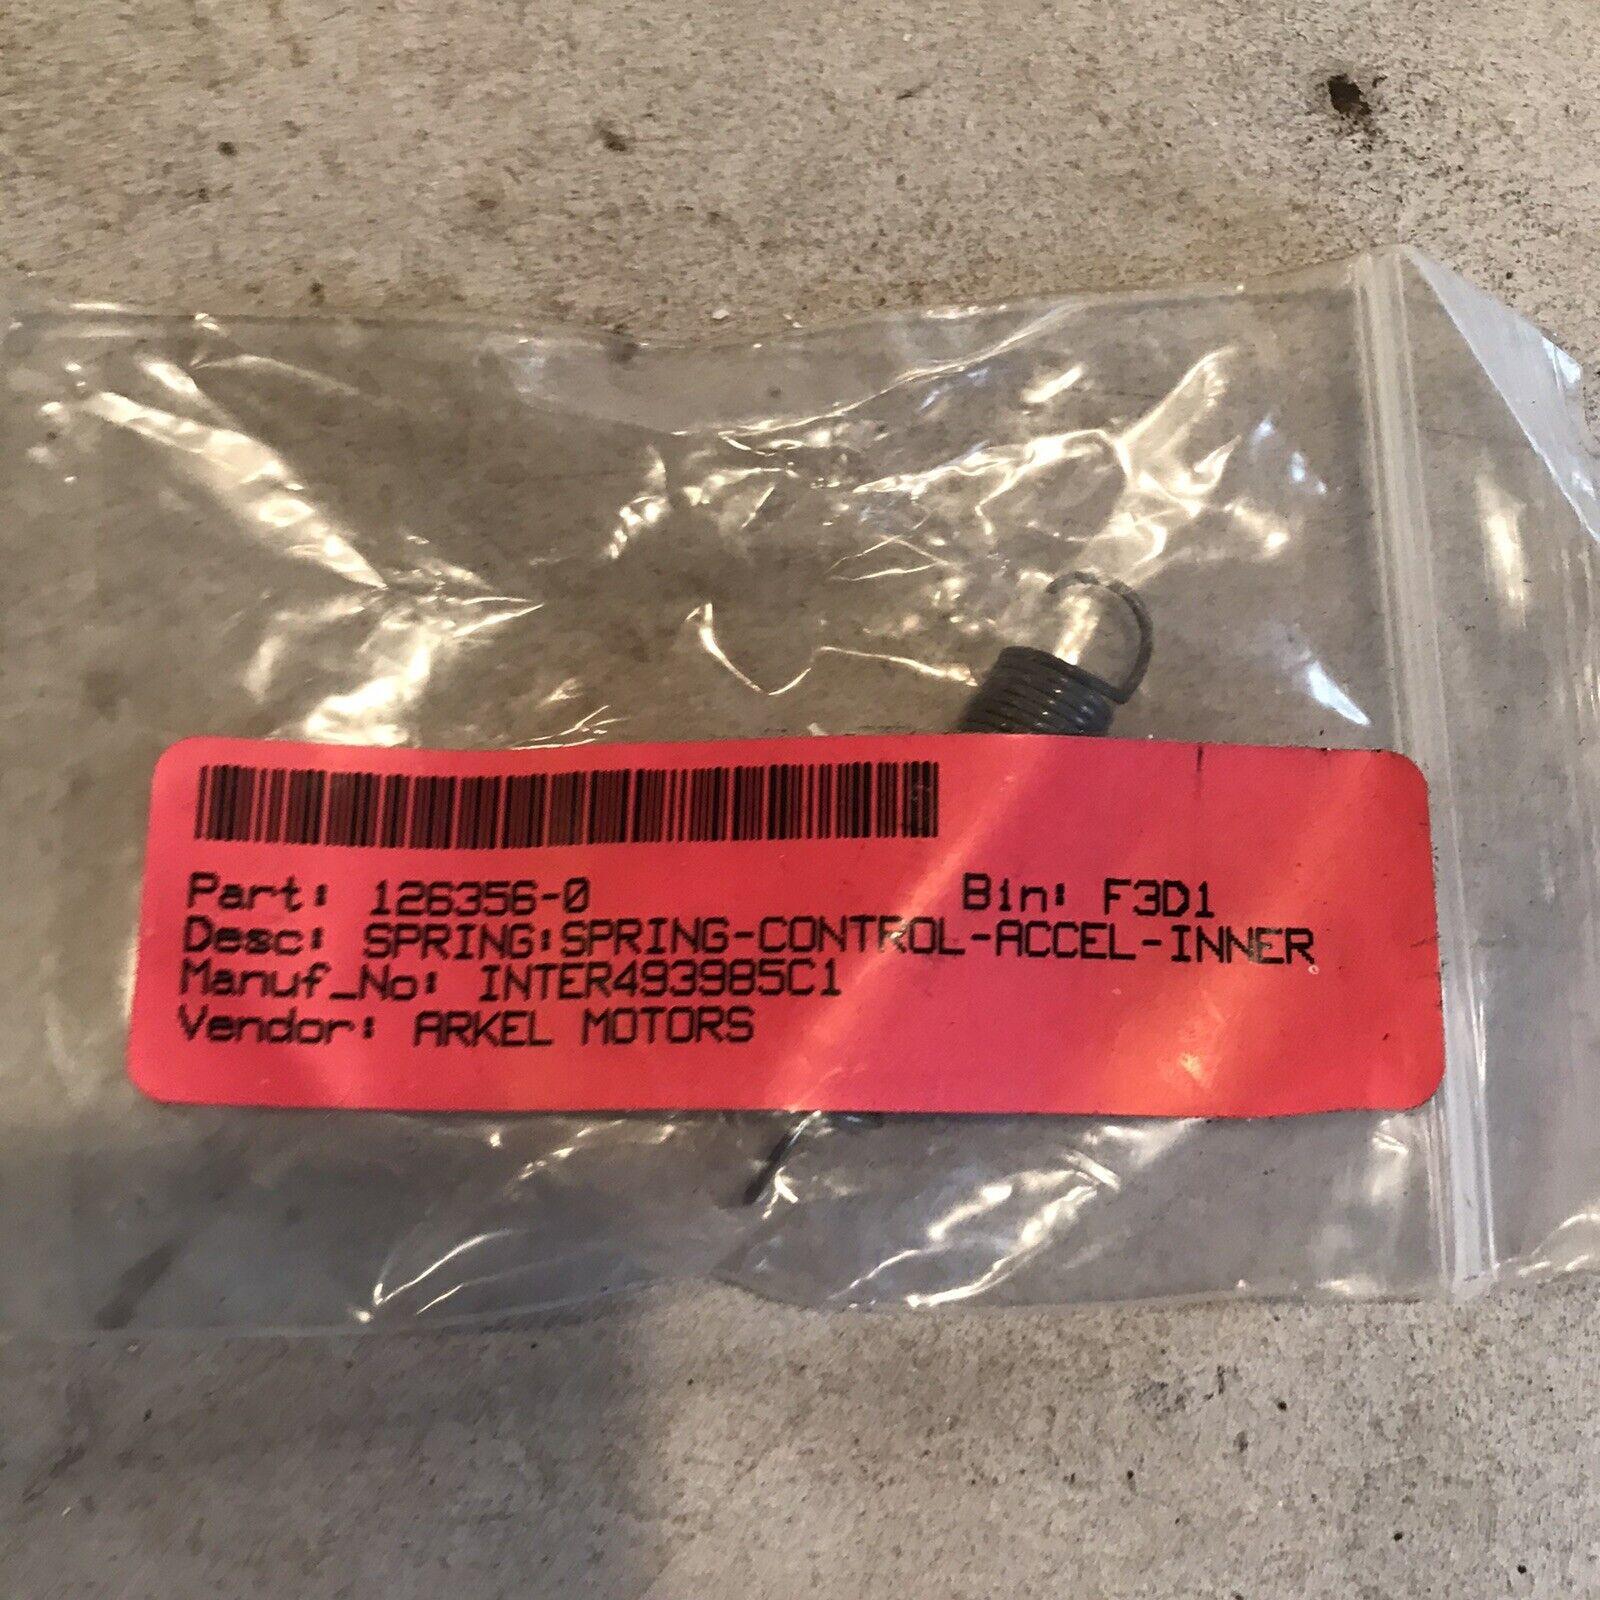 Part: 126356-0 Bin: F3D1
Desc: SPRING:SPRING-CONTROL-ACCEL-INNER
Manuf_No: INTER493985C1
Vendor: ARKEL MOTORS